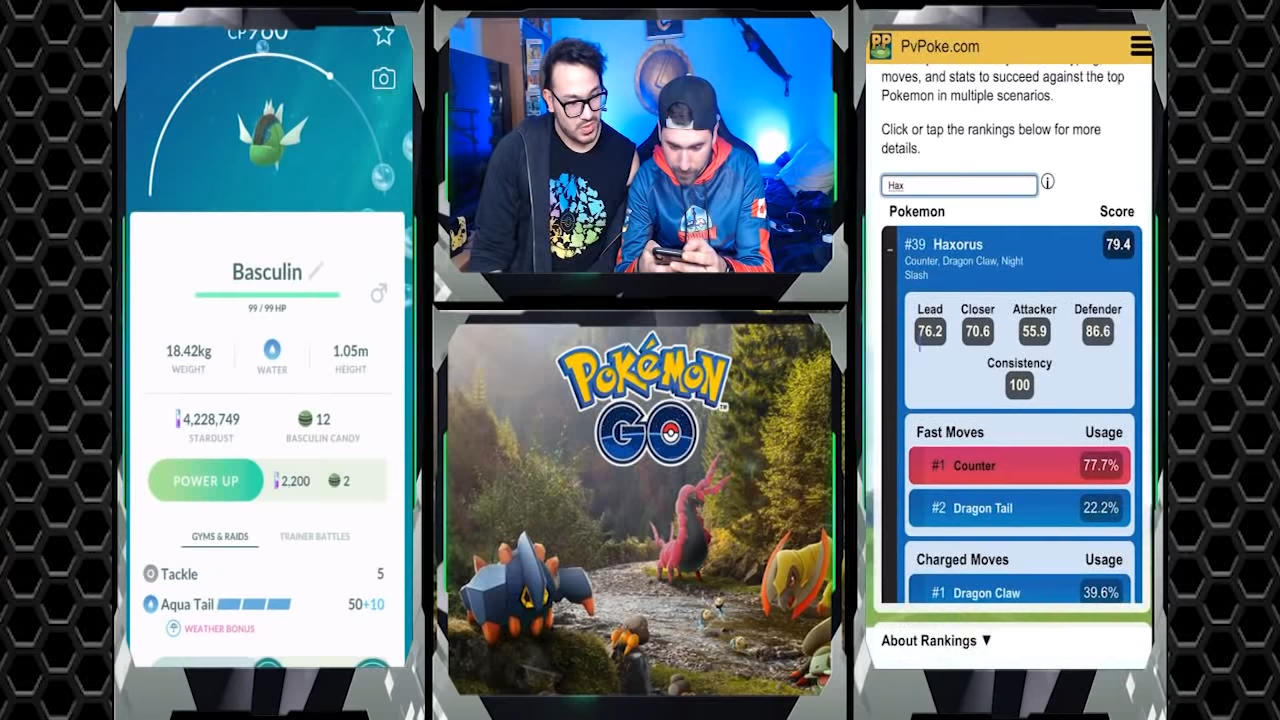 CP960
Basculin
99 / 99 HP
18.42kg
WEIGHT
WATER
1.05m
HEIGHT
4,228,749
STARDUST
12
BASCULIN CANDY
POWER UP
2,200
2
GYMS & RAIDS
TRAINER BATTLES
Tackle
5
Aqua Tail
50+10
WEATHER BONUS
POKÉMON
GO
PP
PvPoke.com
moves, and stats to succeed against the top
Pokemon in multiple scenarios.
Click or tap the rankings below for more
details.
Hax
Pokemon
Score
#39 Haxorus
79.4
Counter, Dragon Claw, Night
Slash
Lead
Closer
Attacker
Defender
76.2
70.6
55.9
86.6
Consistency
100
Fast Moves
Usage
#1 Counter
77.7%
#2 Dragon Tail
22.2%
Charged Moves
Usage
#1 Dragon Claw
39.6%
About Rankings ▼